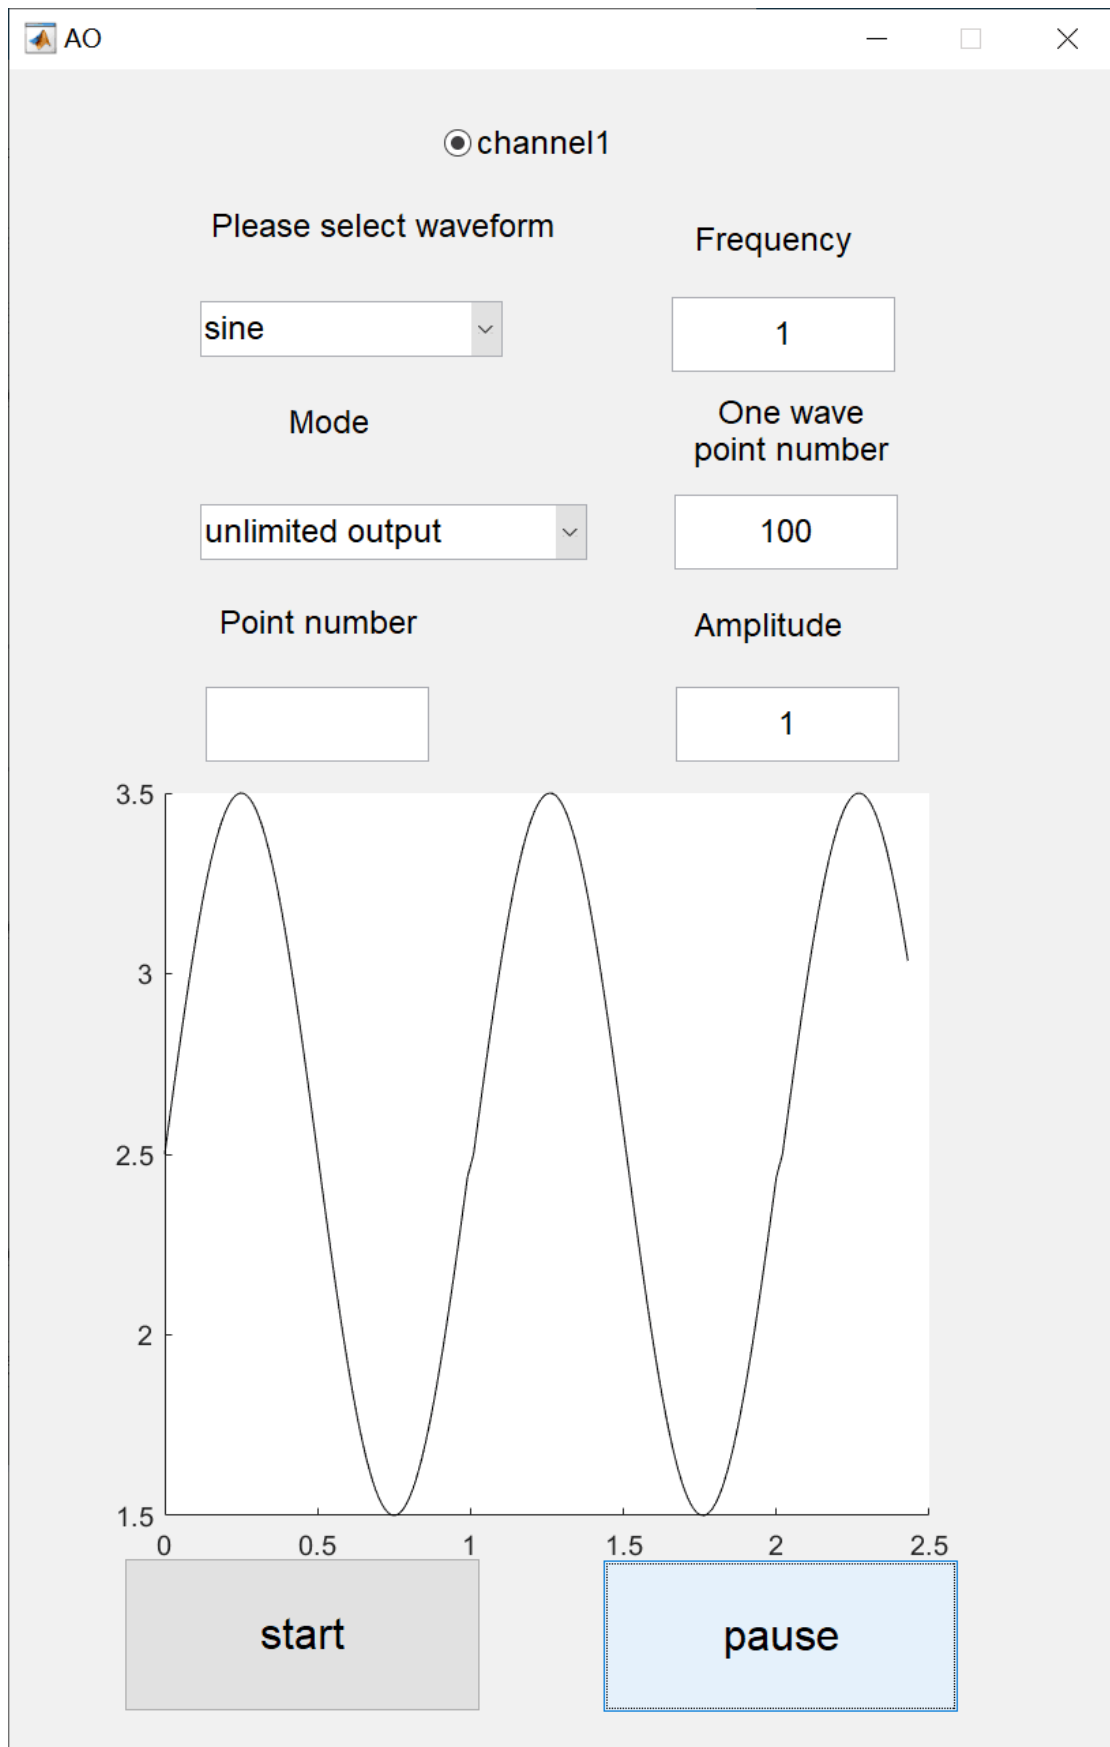 AO
channel1
Please select waveform
Frequency
sine
1
Mode
One wave
point number
unlimited output
100
Point number
Amplitude
1
3.5
3
2.5
2
1.5
0 0.5 1 1.5 2 2.5
start
pause